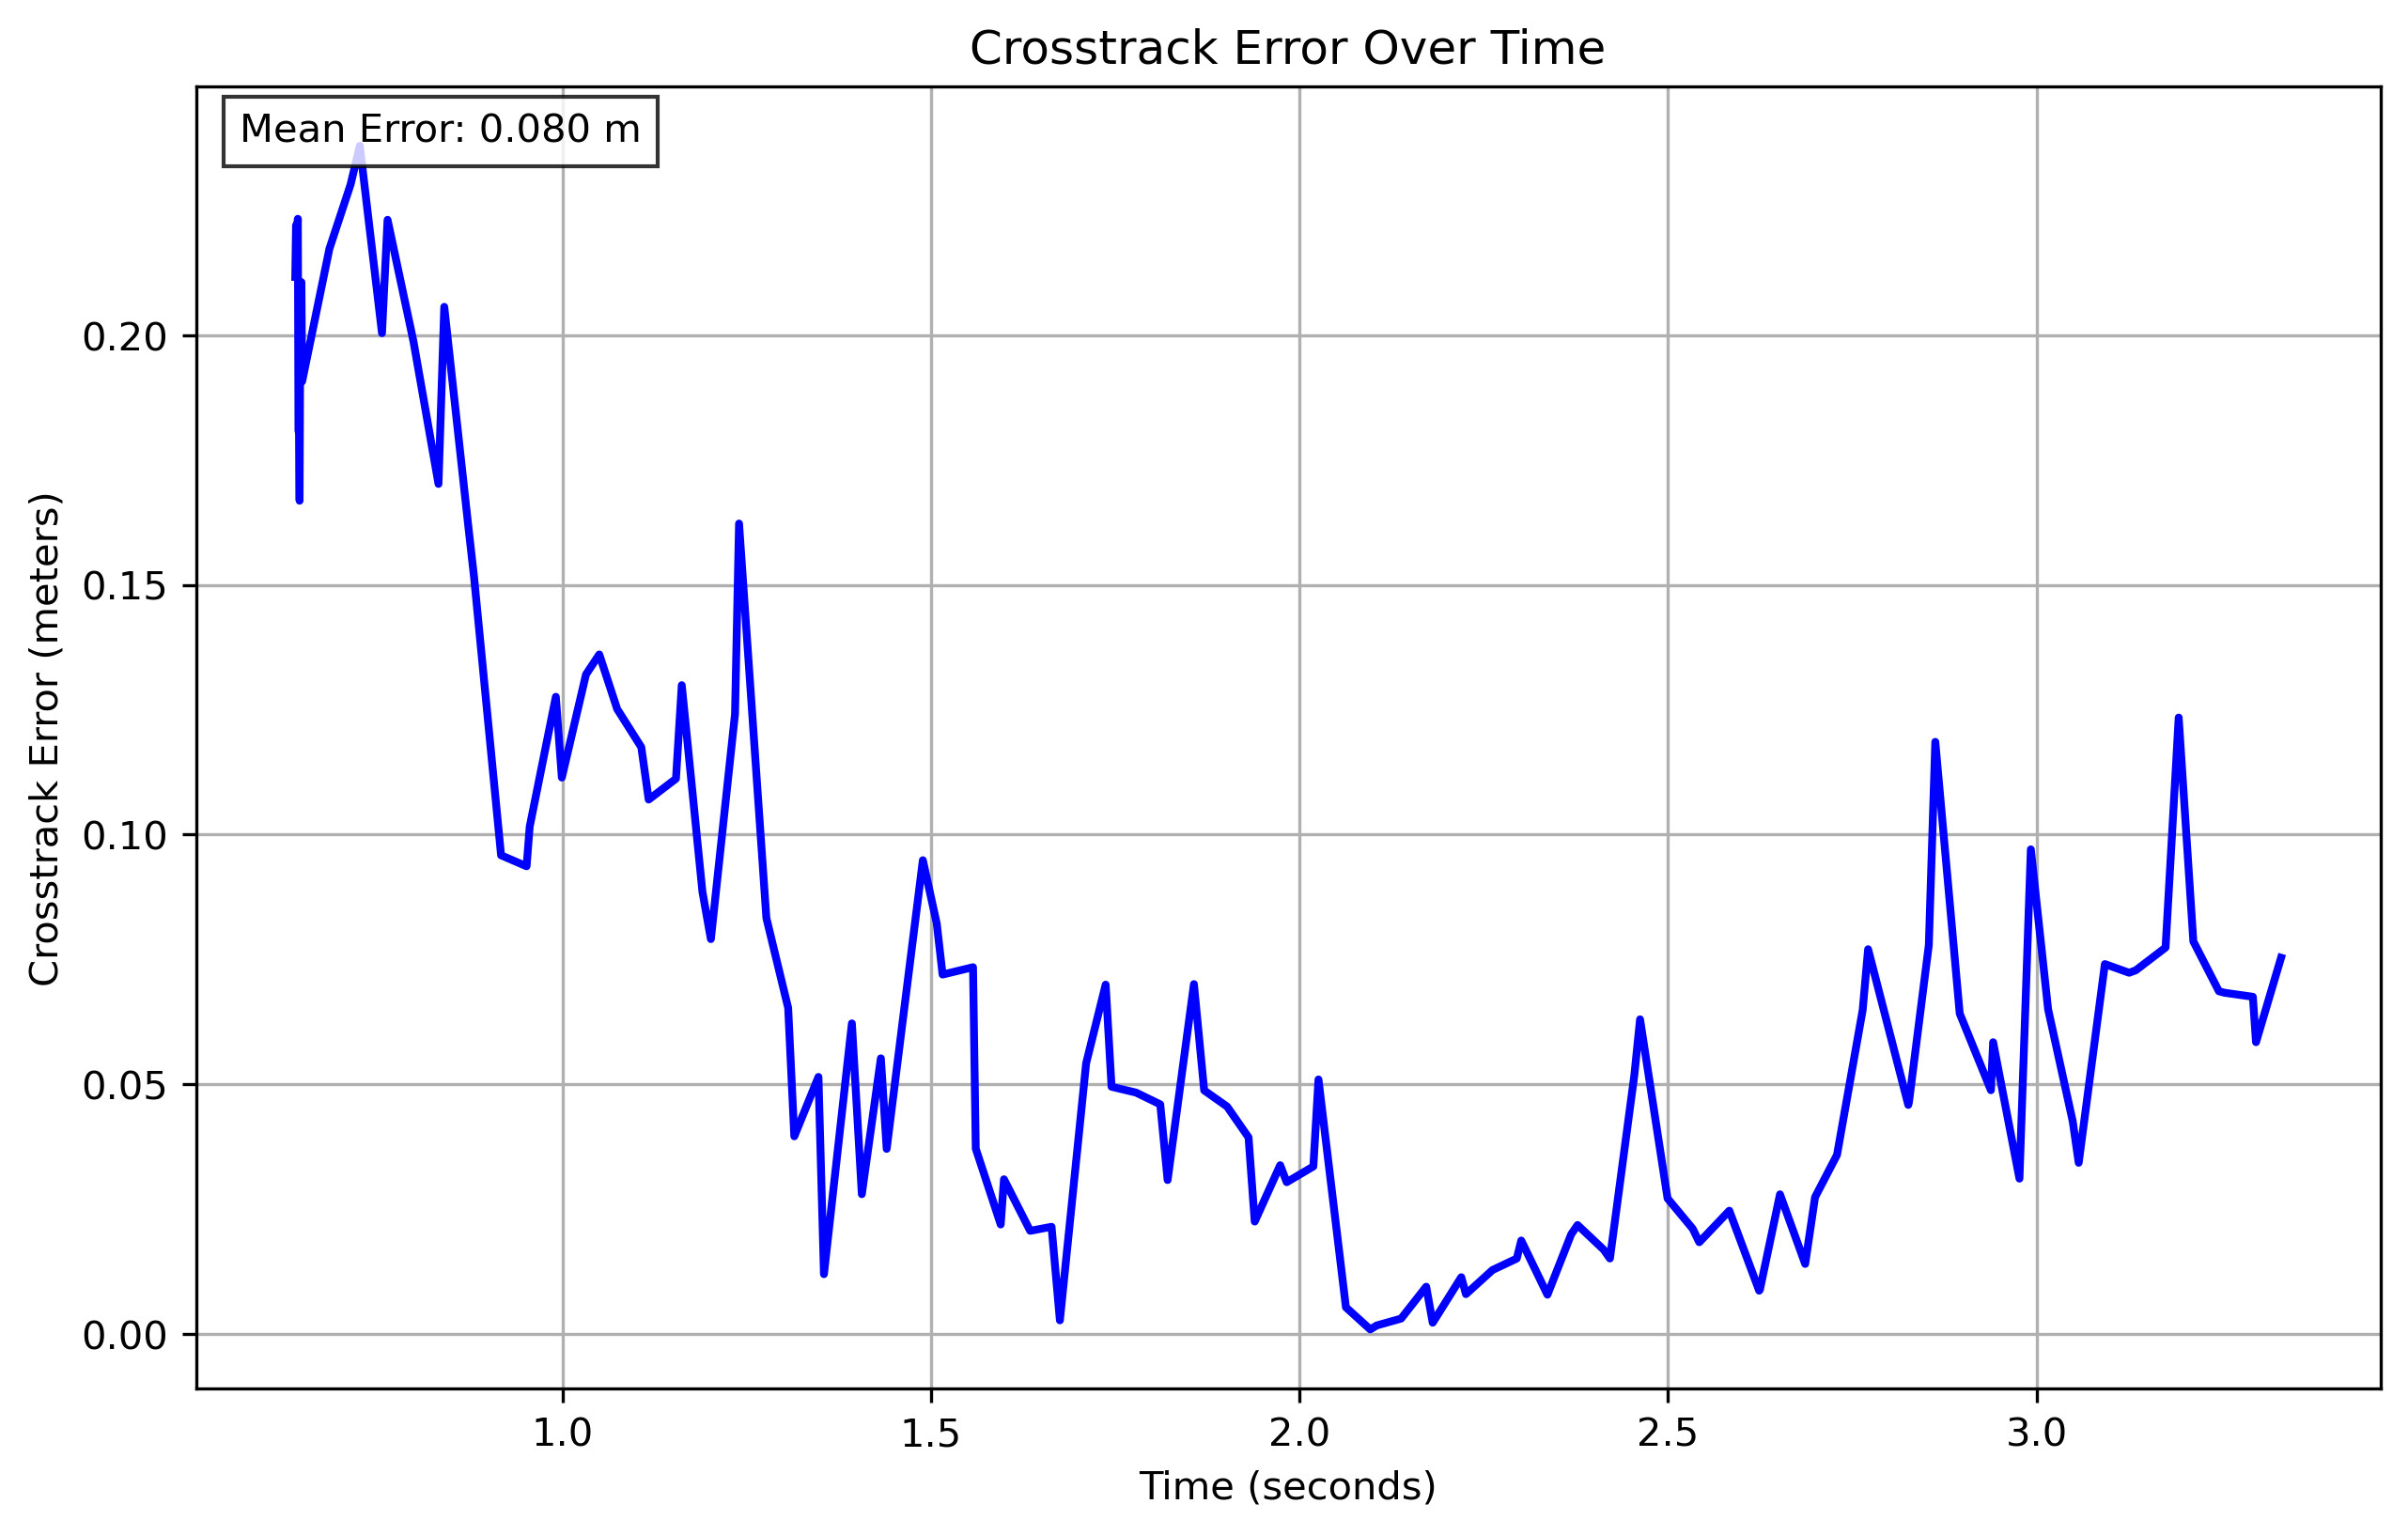 Crosstrack Error Over Time
Mean Error: 0.080 m
Crosstrack Error (meters)
0.20
0.15
0.10
0.05
0.00
1.0 1.5 2.0 2.5 3.0
Time (seconds)